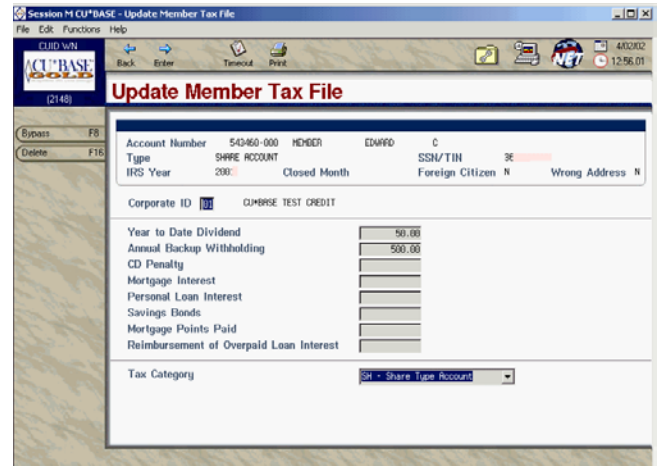 Session M CU*BASE - Update Member Tax File
File Edit Functions Help
CUID WN
CU*BASE
GOLD
(2148)
Back Enter Timeout Print
NET
4/02/02
12:56:01
Update Member Tax File
Bypass F8
Delete F16
Account Number 543460-000 MEMBER EDWARD C
Type SHARE ACCOUNT SSN/TIN 36
IRS Year 200 Closed Month Foreign Citizen N Wrong Address N
Corporate ID 01 CU*BASE TEST CREDIT
Year to Date Dividend 50.00
Annual Backup Withholding 500.00
CD Penalty
Mortgage Interest
Personal Loan Interest
Savings Bonds
Mortgage Points Paid
Reimbursement of Overpaid Loan Interest
Tax Category SH - Share Type Account